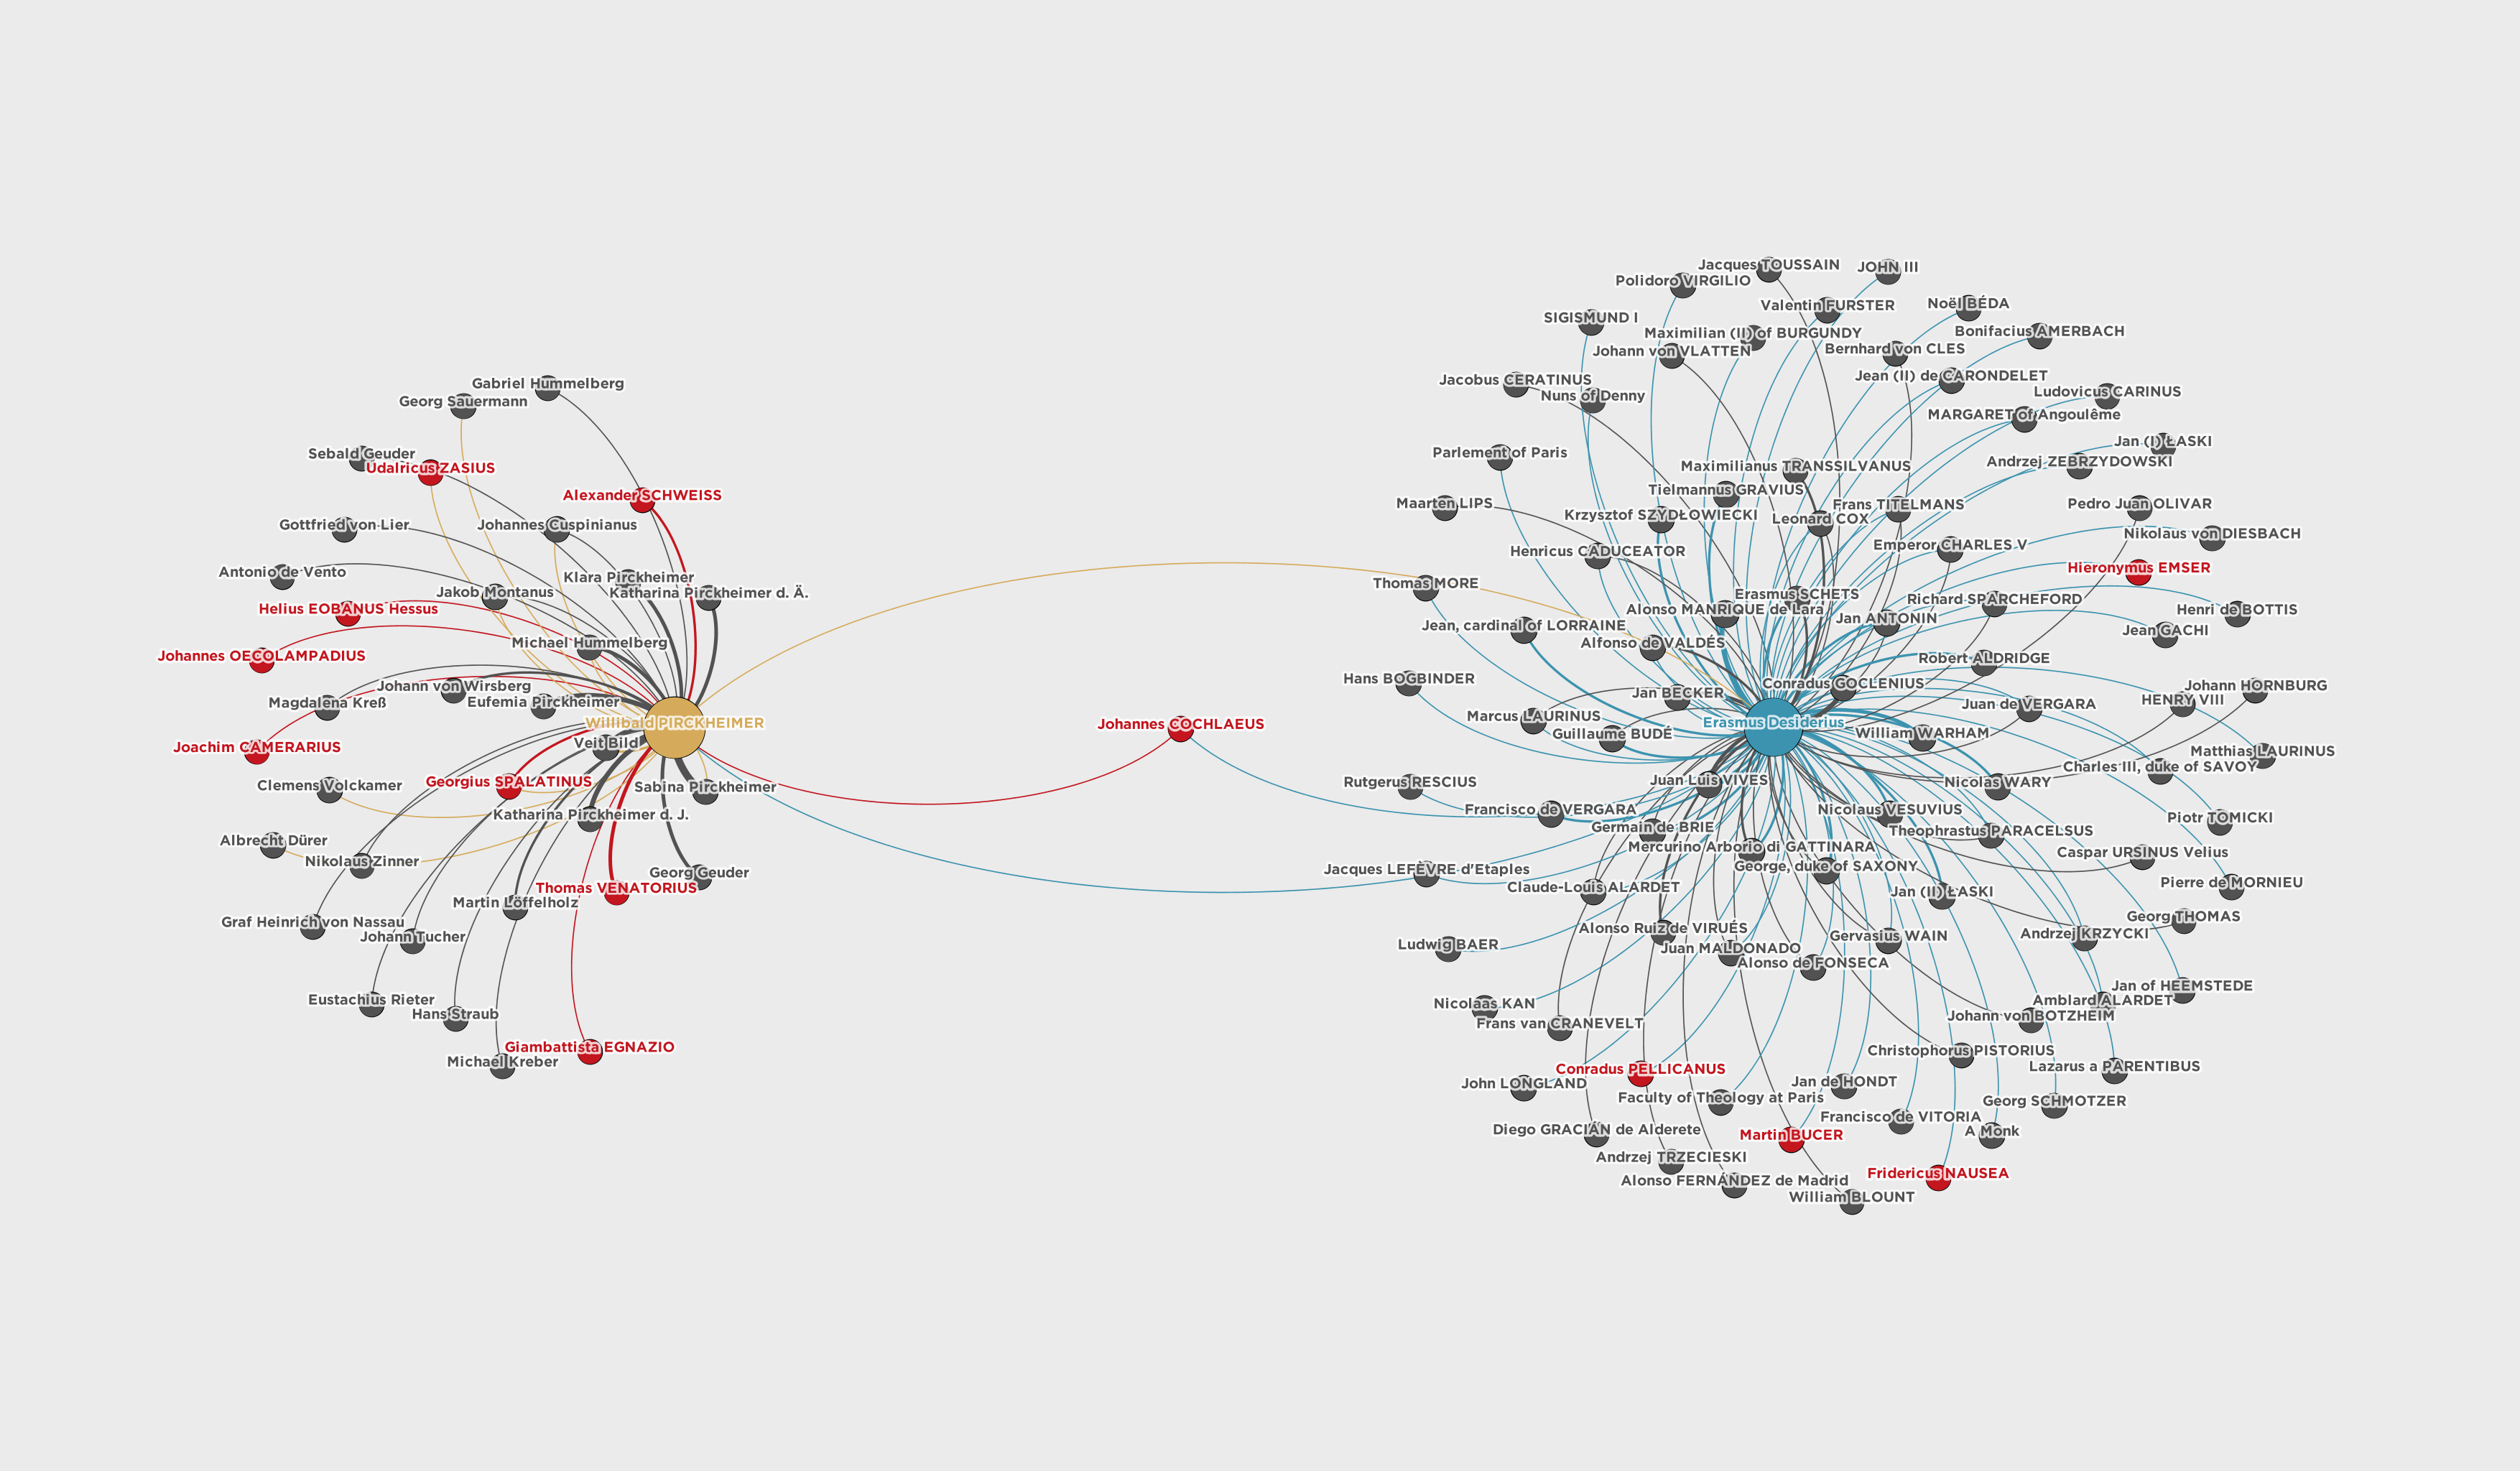 Gabriel Hummelberg
Georg Sauermann
Sebald Geuder
Udalricus ZASIUS
Alexander SCHWEISS
Gottfried von Lier
Johannes Cuspinianus
Antonio de Vento
Klara Pirckheimer
Jakob Montanus
Katharina Pirckheimer d. Ä.
Helius EOBANUS Hessus
Michael Hummelberg
Johannes OECOLAMPADIUS
Johann von Wirsberg
Magdalena Kreß
Eufemia Pirckheimer
Willibald PIRCKHEIMER
Veit Bild
Joachim CAMERARIUS
Georgius SPALATINUS
Clemens Volckamer
Sabina Pirckheimer
Katharina Pirckheimer d. J.
Albrecht Dürer
Nikolaus Zinner
Georg Geuder
Thomas VENATORIUS
Martin Löffelholz
Graf Heinrich von Nassau
Johann Tucher
Eustachius Rieter
Hans Straub
Giambattista EGNAZIO
Michael Kreber
Johannes COCHLAEUS
Jacques TOUSSAIN
JOHN III
Polidoro VIRGILIO
Valentin FURSTER
Noël BÉDA
SIGISMUND I
Maximilian (II) of BURGUNDY
Bonifacius AMERBACH
Johann von VLATTEN
Bernhard von CLES
Jacobus CERATINUS
Jean (II) de CARONDELET
Nuns of Denny
Ludovicus CARINUS
MARGARET of Angoulême
Parlement of Paris
Jan (I) ŁASKI
Maximilianus TRANSSILVANUS
Andrzej ZEBRZYDOWSKI
Tielmannus GRAVIUS
Maarten LIPS
Frans TITELMANS
Pedro Juan OLIVAR
Krzysztof SZYDŁOWIECKI
Leonard COX
Nikolaus von DIESBACH
Henricus CADUCEATOR
Emperor CHARLES V
Hieronymus EMSER
Thomas MORE
Erasmus SCHETS
Richard SPARCHEFORD
Alonso MANRIQUE de Lara
Henri de BOTTIS
Jean, cardinal of LORRAINE
Jan ANTONIN
Jean GACHI
Alfonso de VALDÉS
Robert ALDRIDGE
Hans BOGBINDER
Conradus GOCLENIUS
Johann HORNBURG
Jan BECKER
HENRY VIII
Juan de VERGARA
Marcus LAURINUS
Erasmus Desiderius
Guillaume BUDÉ
William WARHAM
Matthias LAURINUS
Charles III, duke of SAVOY
Rutgerus RESCIUS
Juan Luis VIVES
Nicolas WARY
Francisco de VERGARA
Nicolaus VESUVIUS
Piotr TOMICKI
Germain de BRIE
Theophrastus PARACELSUS
Mercurino Arborio di GATTINARA
Caspar URSINUS Velius
Jacques LEFÈVRE d'Etaples
George, duke of SAXONY
Claude-Louis ALARDET
Jan (II) ŁASKI
Pierre de MORNIEU
Georg THOMAS
Alonso Ruiz de VIRUÉS
Andrzej KRZYCKI
Gervasius WAIN
Ludwig BAER
Juan MALDONADO
Alonso de FONSECA
Jan of HEEMSTEDE
Nicolaas KAN
Amblard ALARDET
Johann von BOTZHEIM
Frans van CRANEVELT
Christophorus PISTORIUS
Conradus PELLICANUS
Lazarus a PARENTIBUS
John LONGLAND
Jan de HONDT
Faculty of Theology at Paris
Georg SCHMOTZER
Francisco de VITORIA
Diego GRACIÁN de Alderete
Martin BUCER
A Monk
Andrzej TRZECIESKI
Fridericus NAUSEA
Alonso FERNÁNDEZ de Madrid
William BLOUNT